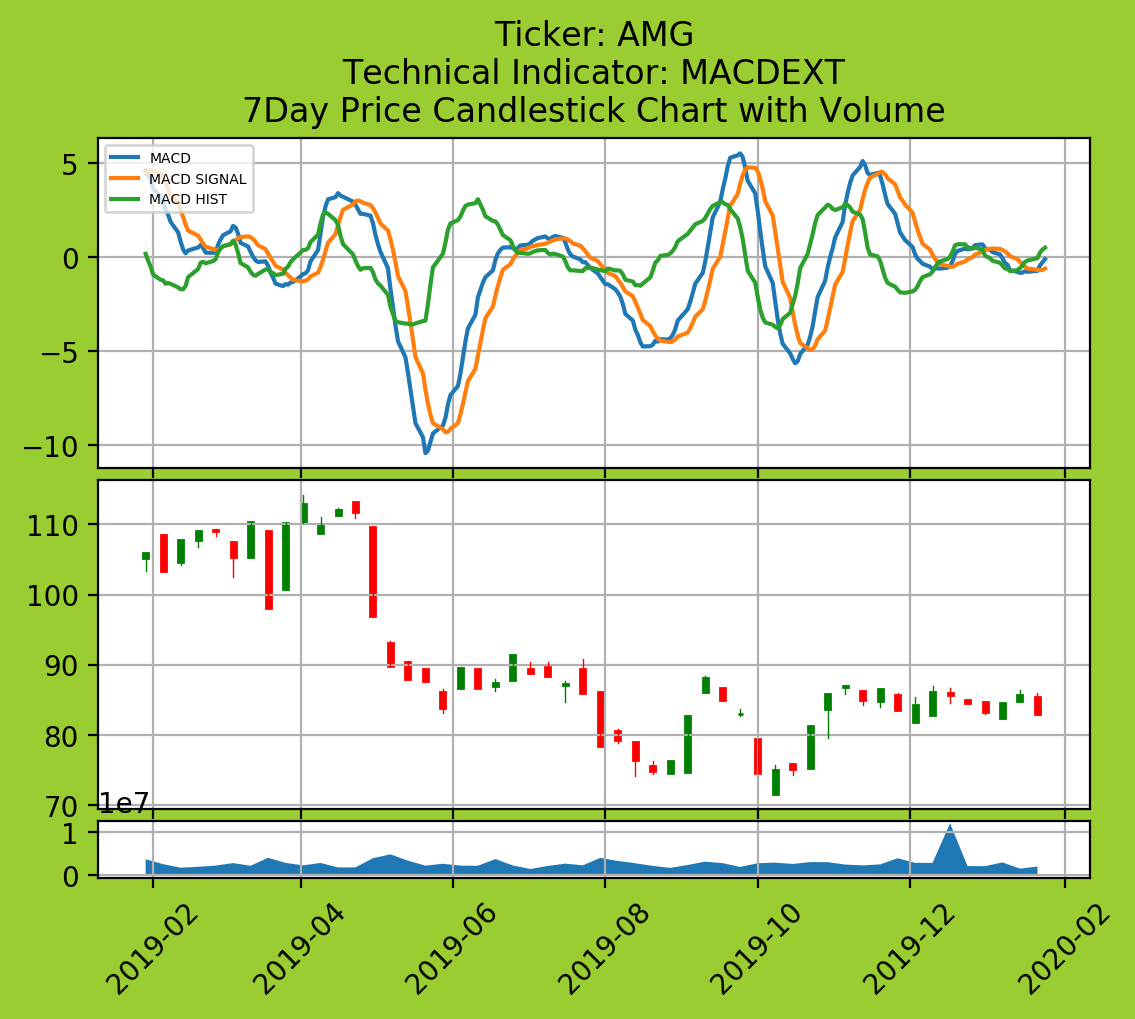 Ticker: AMG
Technical Indicator: MACDEXT
7Day Price Candlestick Chart with Volume
MACD
MACD SIGNAL
MACD HIST
5
0
−5
−10
110
100
90
80
70
1e7
1
0
2019-02
2019-04
2019-06
2019-08
2019-10
2019-12
2020-02